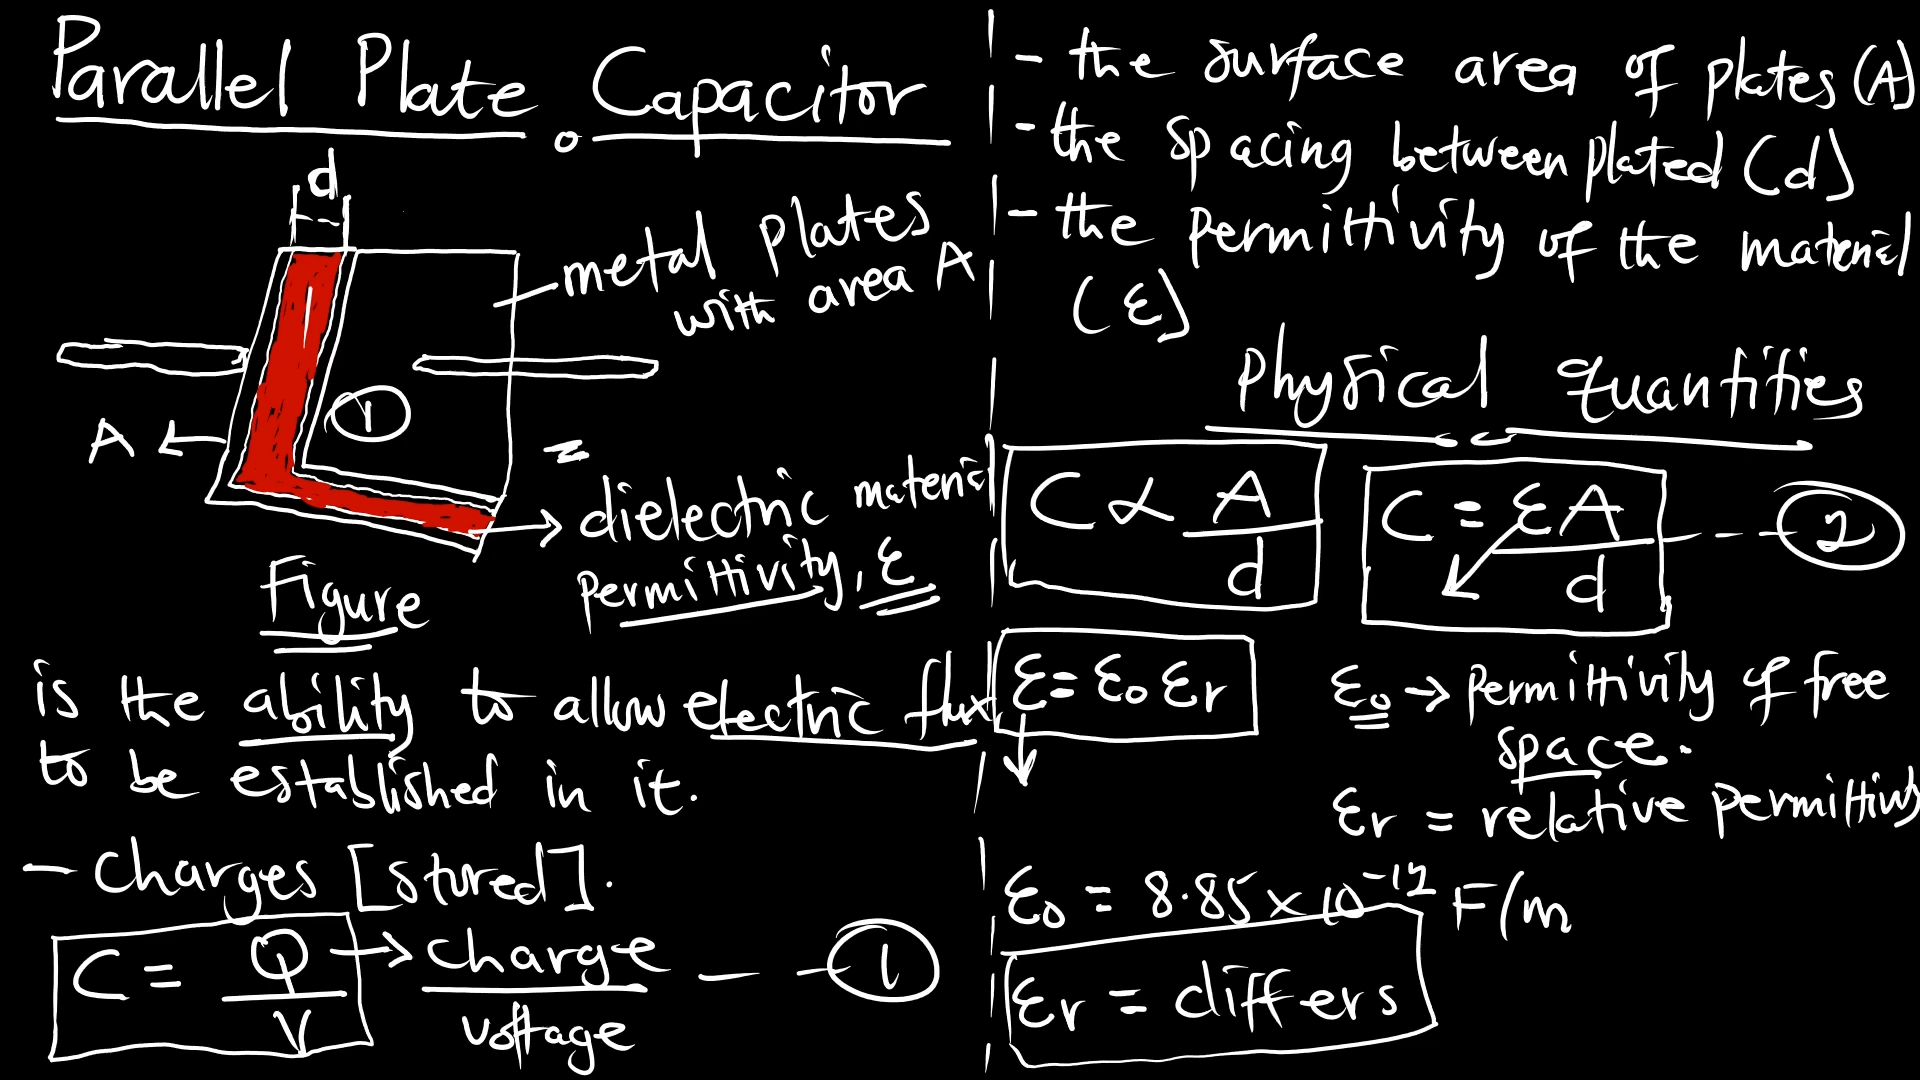 Parallel Plate Capacitor
d
metal plates
with area A
1
A
dielectric material
permittivity, ε
Figure
is the ability to allow electric flux
to be established in it.
- Charges [stored].
C = Q/V → charge/voltage - - 1
- the surface area of plates (A)
- the spacing between plated (d)
- the permittivity of the material
(ε)
Physical quantities
C ∝ A/d
C = εA/d - - - 2
ε = ε₀ εr
ε₀ → permittivity of free
space.
εr = relative permittivity
ε₀ = 8.85 × 10⁻¹² F/m
εr = differs